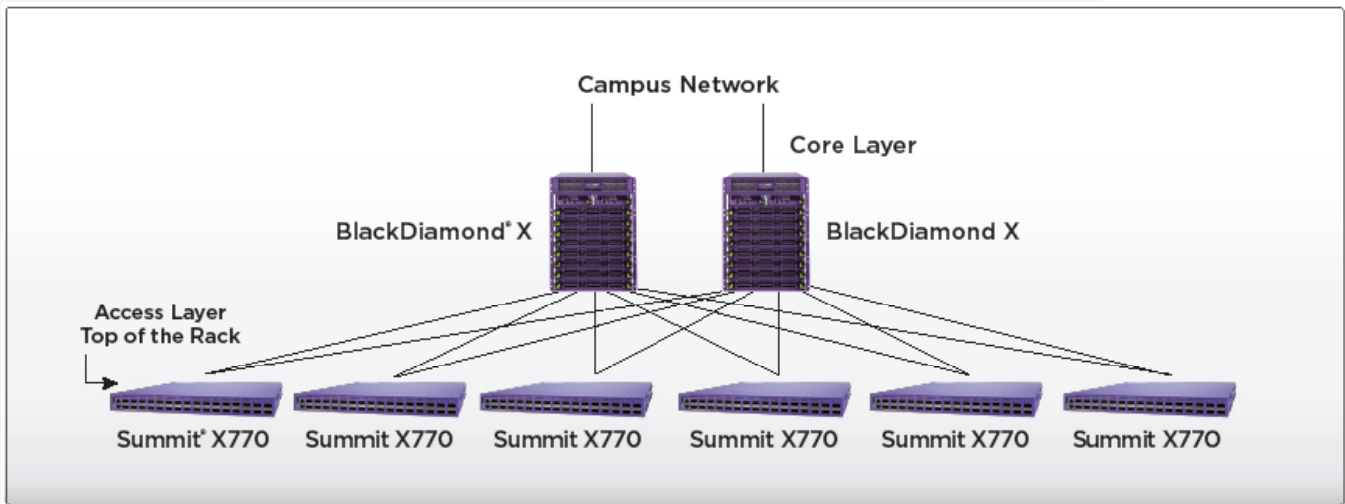 Campus Network
Core Layer
BlackDiamond® X
BlackDiamond X
Access Layer
Top of the Rack
Summit® X770
Summit X770
Summit X770
Summit X770
Summit X770
Summit X770